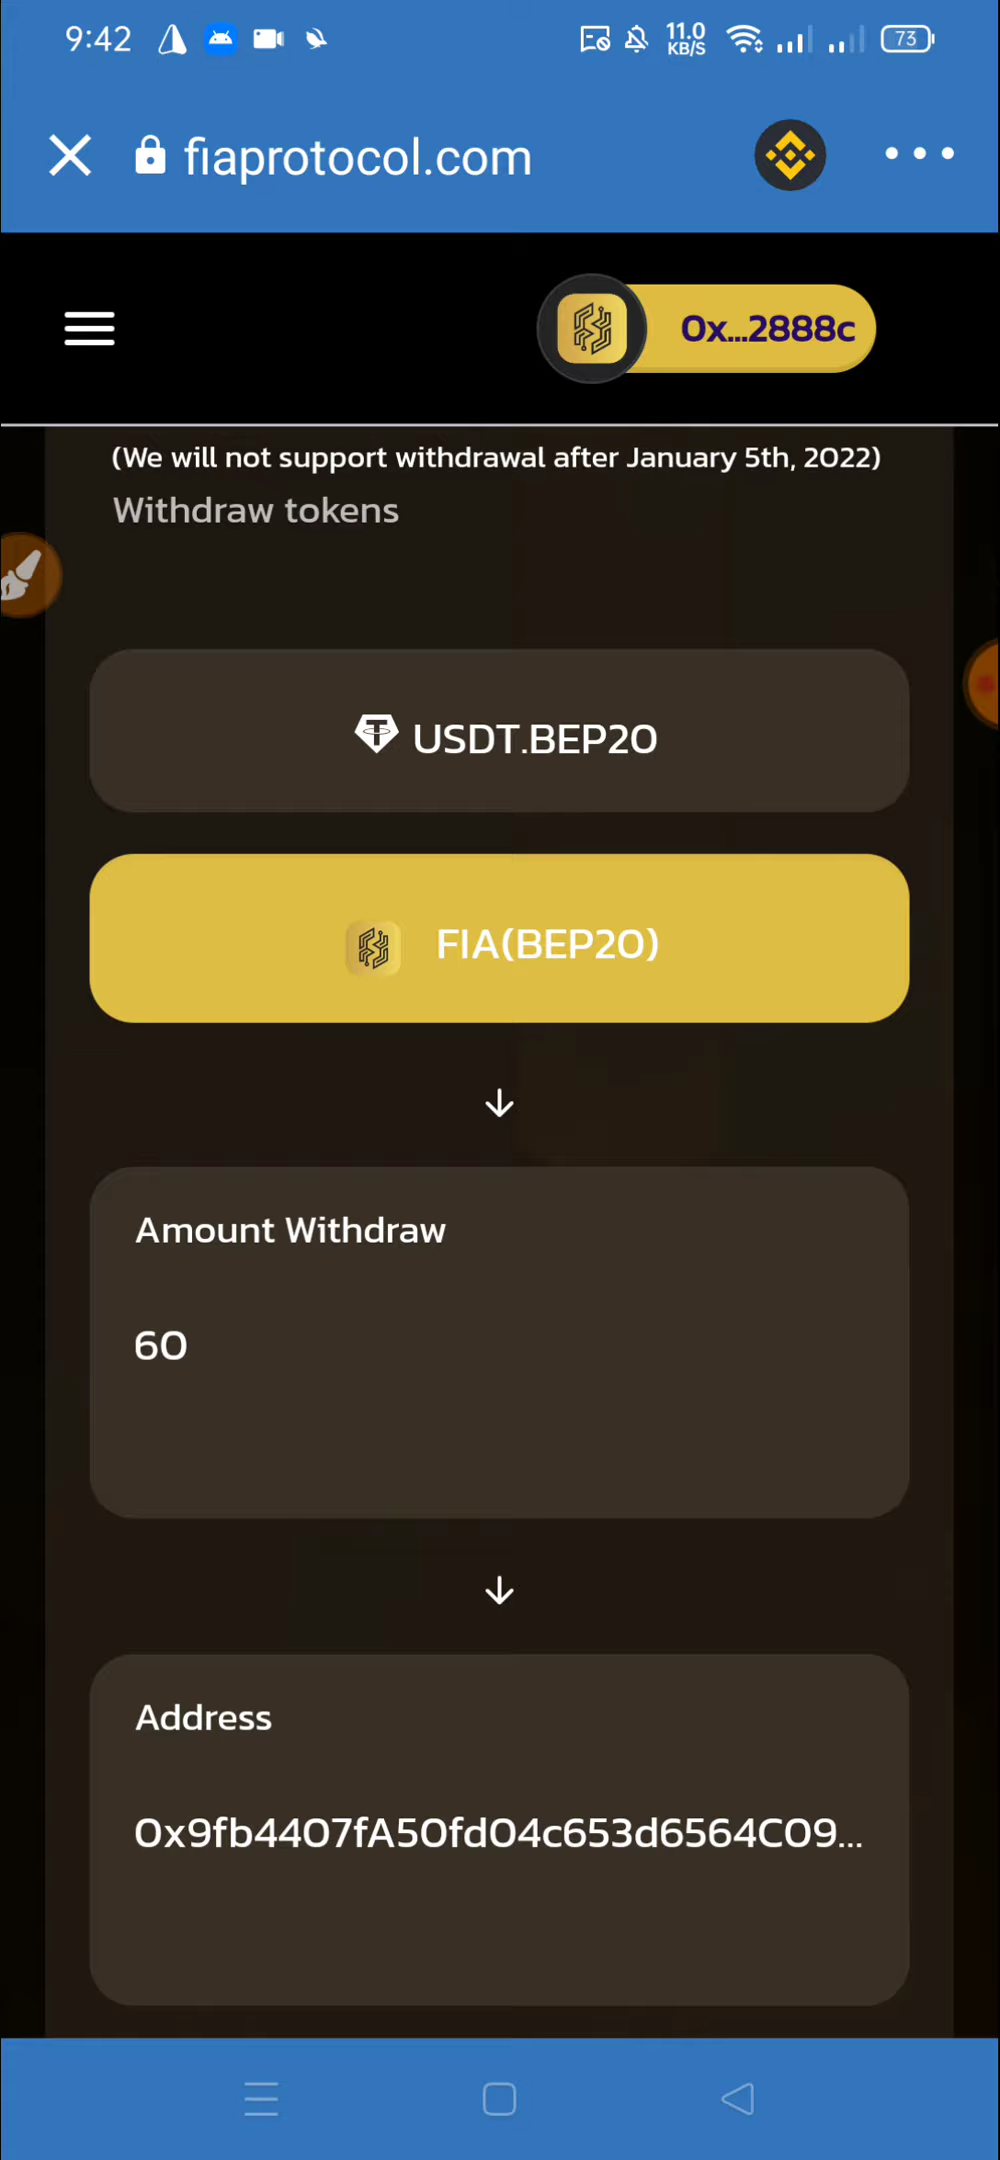 9:42
11.0
KB/S
73
fiaprotocol.com
0x...2888c
(We will not support withdrawal after January 5th, 2022)
Withdraw tokens
USDT.BEP20
FIA(BEP20)
Amount Withdraw
60
Address
0x9fb4407fA50fd04c653d6564C09...